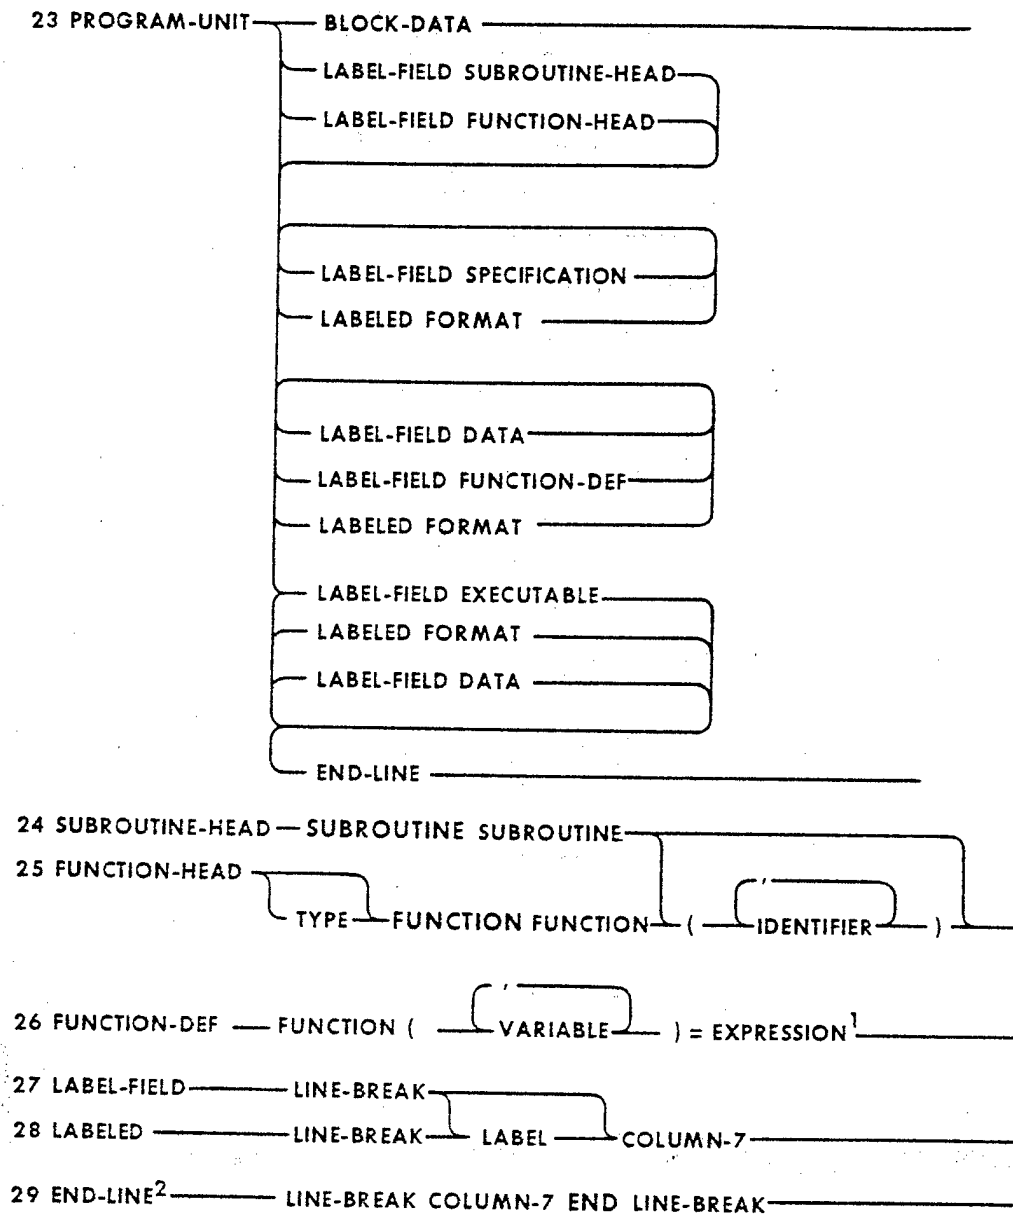 23 PROGRAM-UNIT BLOCK-DATA
LABEL-FIELD SUBROUTINE-HEAD
LABEL-FIELD FUNCTION-HEAD
LABEL-FIELD SPECIFICATION
LABELED FORMAT
LABEL-FIELD DATA
LABEL-FIELD FUNCTION-DEF
LABELED FORMAT
LABEL-FIELD EXECUTABLE
LABELED FORMAT
LABEL-FIELD DATA
END-LINE
24 SUBROUTINE-HEAD SUBROUTINE SUBROUTINE
25 FUNCTION-HEAD
,
TYPE FUNCTION FUNCTION ( IDENTIFIER )
,
26 FUNCTION-DEF FUNCTION ( VARIABLE ) = EXPRESSION1
27 LABEL-FIELD LINE-BREAK
28 LABELED LINE-BREAK LABEL COLUMN-7
29 END-LINE2 LINE-BREAK COLUMN-7 END LINE-BREAK